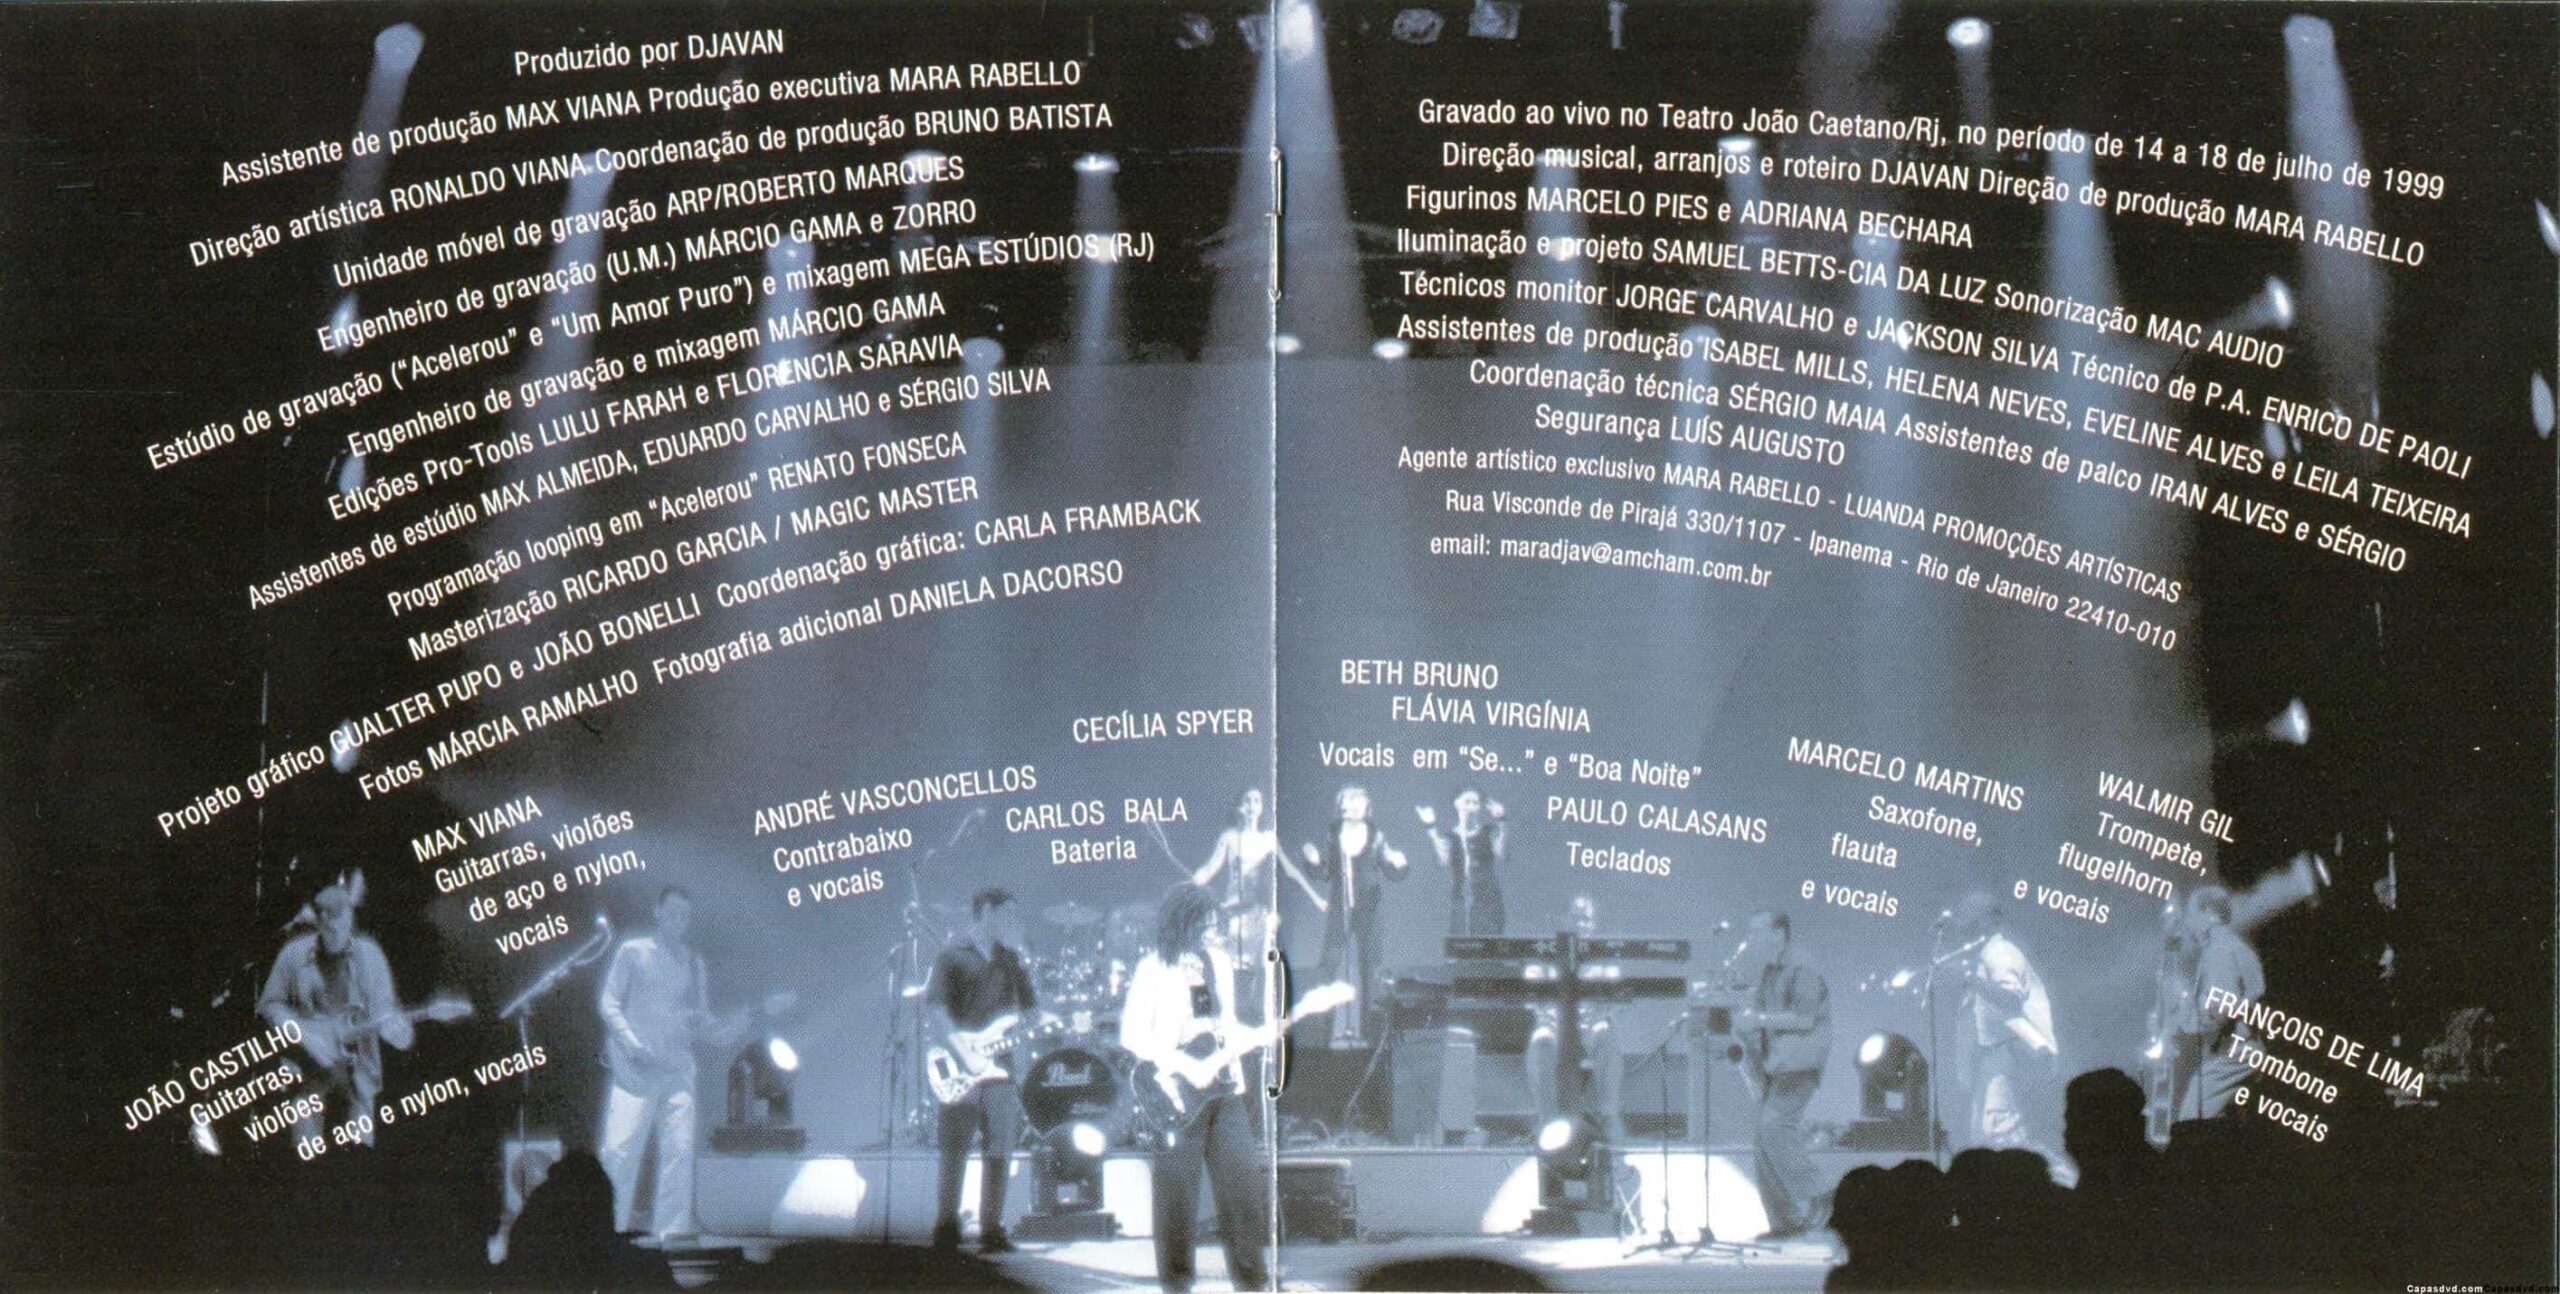 Produzido por DJAVAN
Assistente de produção MAX VIANA Produção executiva MARA RABELLO
Direção artística RONALDO VIANA Coordenação de produção BRUNO BATISTA
Unidade móvel de gravação ARP/ROBERTO MARQUES
Engenheiro de gravação (U.M.) MÁRCIO GAMA e ZORRO
Estúdio de gravação (“Acelerou” e “Um Amor Puro”) e mixagem MEGA ESTÚDIOS (RJ)
Engenheiro de gravação e mixagem MÁRCIO GAMA
Edições Pro-Tools LULU FARAH e FLORENCIA SARAVIA
Assistentes de estúdio MAX ALMEIDA, EDUARDO CARVALHO e SÉRGIO SILVA
Programação looping em “Acelerou” RENATO FONSECA
Masterização RICARDO GARCIA / MAGIC MASTER
Projeto gráfico GUALTER PUPO e JOÃO BONELLI Coordenação gráfica: CARLA FRAMBACK
Fotos MÁRCIA RAMALHO Fotografia adicional DANIELA DACORSO
CECÍLIA SPYER
MAX VIANA
Guitarras, violões
de aço e nylon,
vocais
ANDRÉ VASCONCELLOS
Contrabaixo
e vocais
CARLOS BALA
Bateria
JOÃO CASTILHO
Guitarras,
violões
de aço e nylon, vocais
Pearl
Gravado ao vivo no Teatro João Caetano/Rj, no período de 14 a 18 de julho de 1999
Direção musical, arranjos e roteiro DJAVAN Direção de produção MARA RABELLO
Figurinos MARCELO PIES e ADRIANA BECHARA
Iluminação e projeto SAMUEL BETTS-CIA DA LUZ Sonorização MAC AUDIO
Técnicos monitor JORGE CARVALHO e JACKSON SILVA Técnico de P.A. ENRICO DE PAOLI
Assistentes de produção ISABEL MILLS, HELENA NEVES, EVELINE ALVES e LEILA TEIXEIRA
Coordenação técnica SÉRGIO MAIA Assistentes de palco IRAN ALVES e SÉRGIO
Segurança LUÍS AUGUSTO
Agente artístico exclusivo MARA RABELLO - LUANDA PROMOÇÕES ARTÍSTICAS
Rua Visconde de Pirajá 330/1107 - Ipanema - Rio de Janeiro 22410-010
email: maradjav@amcham.com.br
BETH BRUNO
FLÁVIA VIRGÍNIA
Vocais em “Se...” e “Boa Noite”
PAULO CALASANS
Teclados
MARCELO MARTINS
Saxofone,
flauta
e vocais
WALMIR GIL
Trompete,
flugelhorn
e vocais
FRANÇOIS DE LIMA
Trombone
e vocais
Capasdvd.com Capasdvd.com